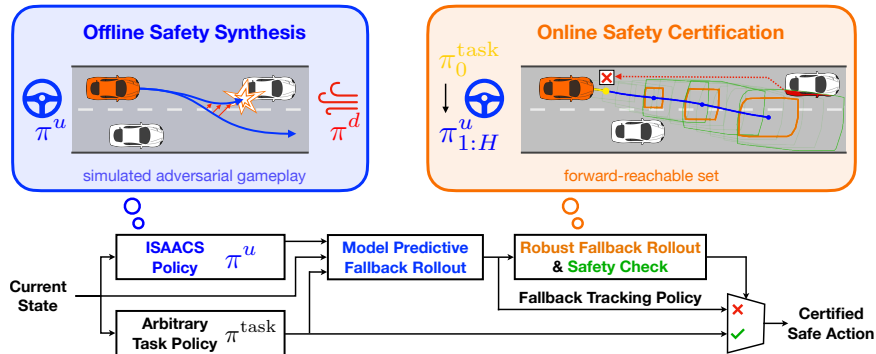 Offline Safety Synthesis
π^u
π^d
simulated adversarial gameplay
Online Safety Certification
π_0^task
π_{1:H}^u
forward-reachable set
ISAACS
Policy π^u
Model Predictive
Fallback Rollout
Robust Fallback Rollout
& Safety Check
Current
State
Fallback Tracking Policy
Arbitrary
Task Policy π^task
Certified
Safe Action